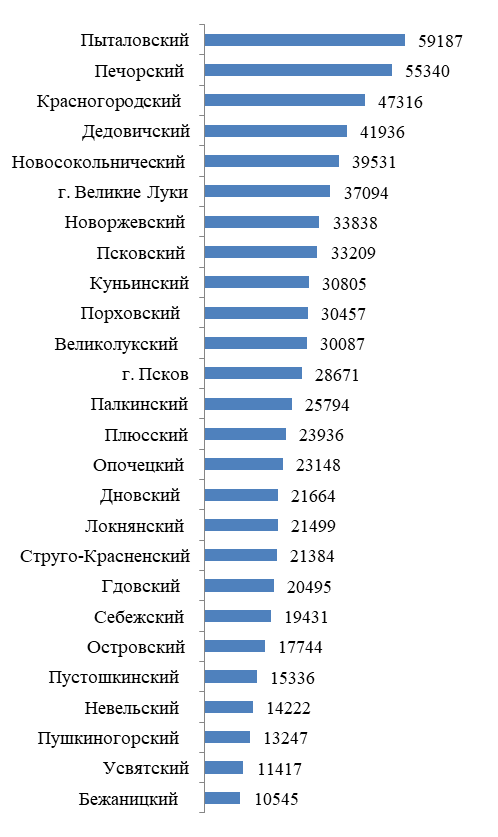 Пыталовский 59187
Печорский 55340
Красногородский 47316
Дедовичский 41936
Новосокольнический 39531
г. Великие Луки 37094
Новоржевский 33838
Псковский 33209
Куньинский 30805
Порховский 30457
Великолукский 30087
г. Псков 28671
Палкинский 25794
Плюсский 23936
Опочецкий 23148
Дновский 21664
Локнянский 21499
Струго-Красненский 21384
Гдовский 20495
Себежский 19431
Островский 17744
Пустошкинский 15336
Невельский 14222
Пушкиногорский 13247
Усвятский 11417
Бежаницкий 10545